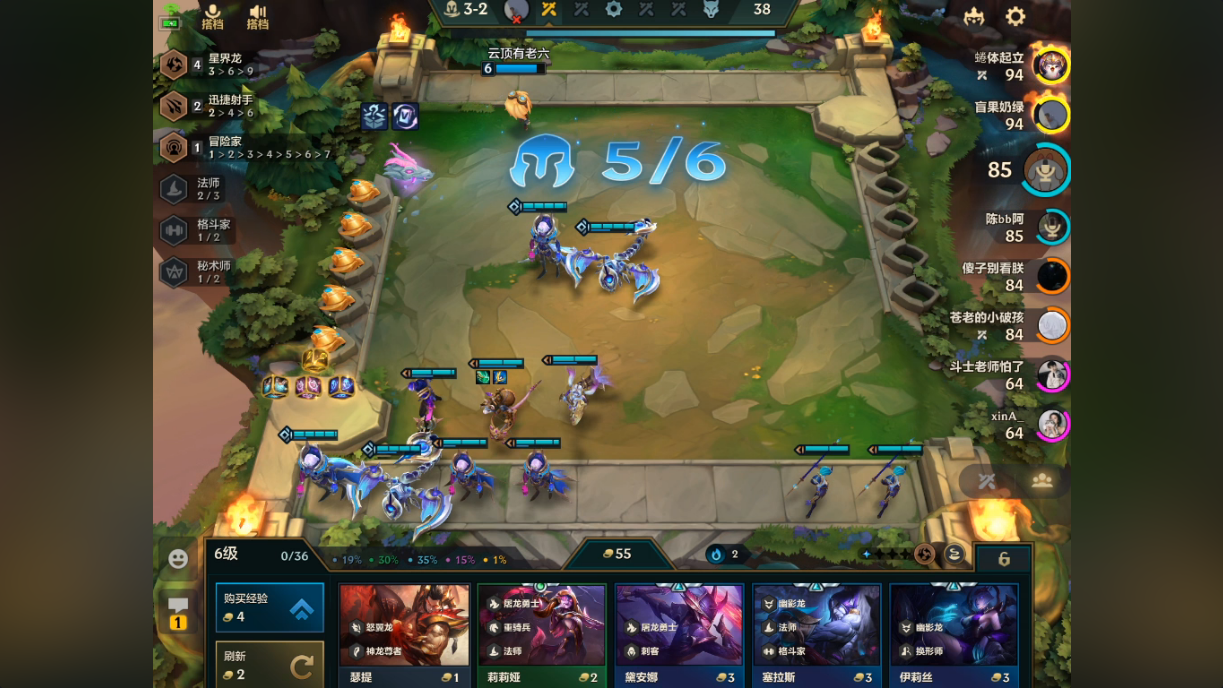 搭档
搭档
3-2
38
云顶有老六
6
5/6
4 星界龙
3 > 6 > 9
2 迅捷射手
2 > 4 > 6
1 冒险家
1 > 2 > 3 > 4 > 5 > 6 > 7
法师
2 / 3
格斗家
1 / 2
秘术师
1 / 2
蜷体起立
94
盲果奶绿
94
85
陈bb阿
85
傻子别看朕
84
苍老的小破孩
84
斗士老师怕了
64
xinA_
64
6级
0/36
19%
30%
35%
15%
1%
55
2
6
1
购买经验
4
刷新
2
怒翼龙
神龙尊者
瑟提
1
屠龙勇士
重骑兵
法师
莉莉娅
2
屠龙勇士
刺客
黛安娜
3
幽影龙
法师
格斗家
塞拉斯
3
幽影龙
换形师
伊莉丝
3